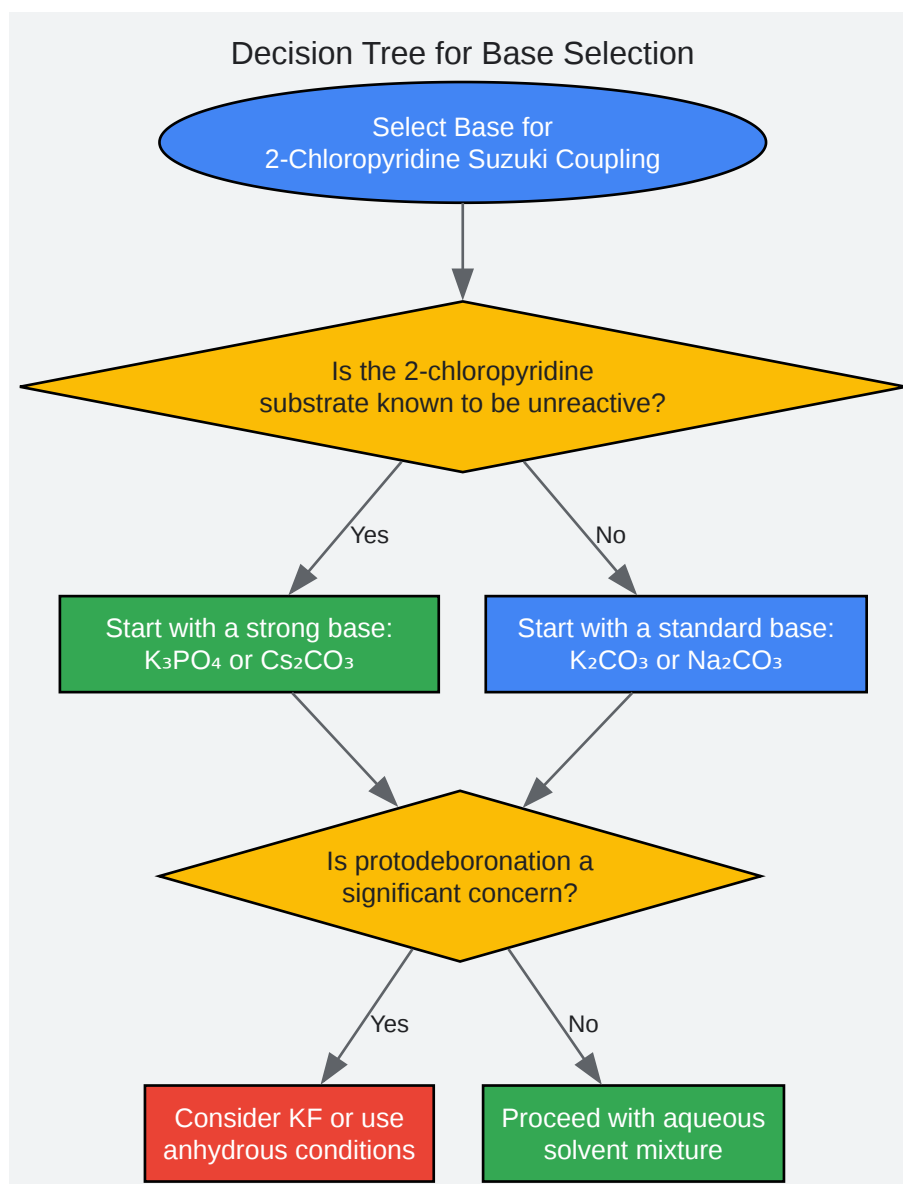 Decision Tree for Base Selection
Select Base for
2-Chloropyridine Suzuki Coupling
Is the 2-chloropyridine
substrate known to be unreactive?
Yes
No
Start with a strong base:
K₃PO₄ or Cs₂CO₃
Start with a standard base:
K₂CO₃ or Na₂CO₃
Is protodeboronation a
significant concern?
Yes
No
Consider KF or use
anhydrous conditions
Proceed with aqueous
solvent mixture